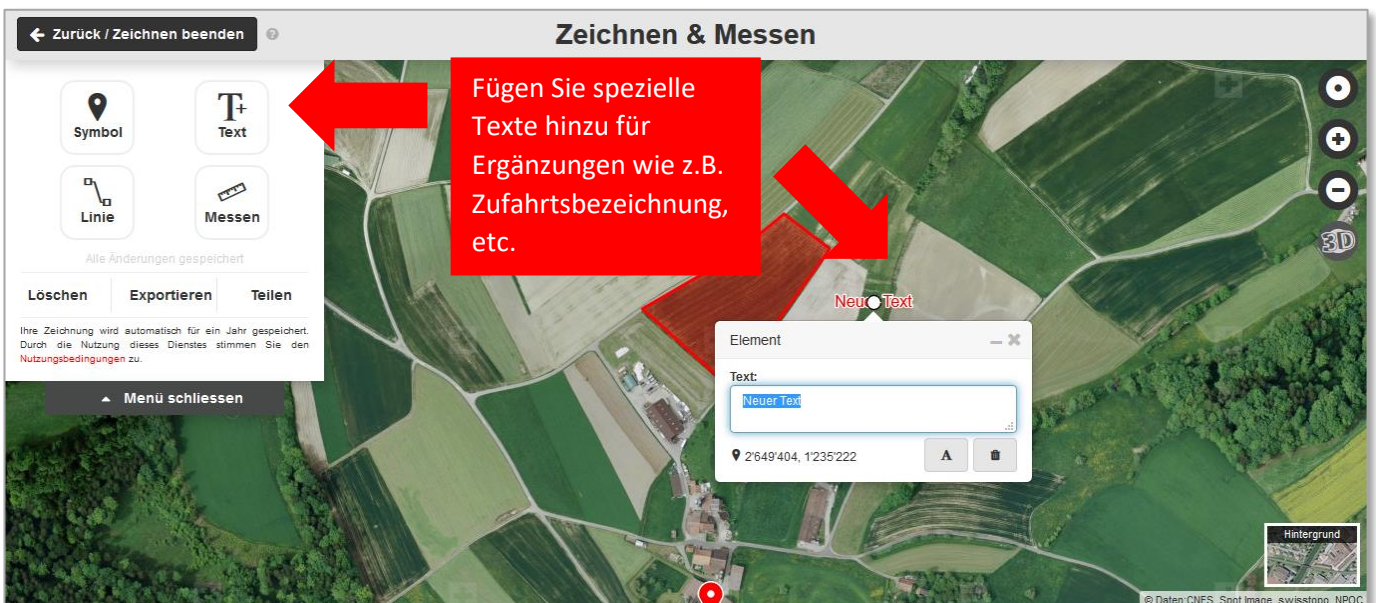 Zurück / Zeichnen beenden
Zeichnen & Messen
Symbol
T+
Text
Linie
Messen
Alle Änderungen gespeichert
Löschen Exportieren Teilen
Ihre Zeichnung wird automatisch für ein Jahr gespeichert.
Durch die Nutzung dieses Dienstes stimmen Sie den
Nutzungsbedingungen zu.
Menü schliessen
Fügen Sie spezielle
Texte hinzu für
Ergänzungen wie z.B.
Zufahrtsbezeichnung,
etc.
3D
Neuer Text
Element
Text:
Neuer Text
2'649'404, 1'235'222
A
Hintergrund
© Daten:CNES, Spot Image, swisstopo, NPOC